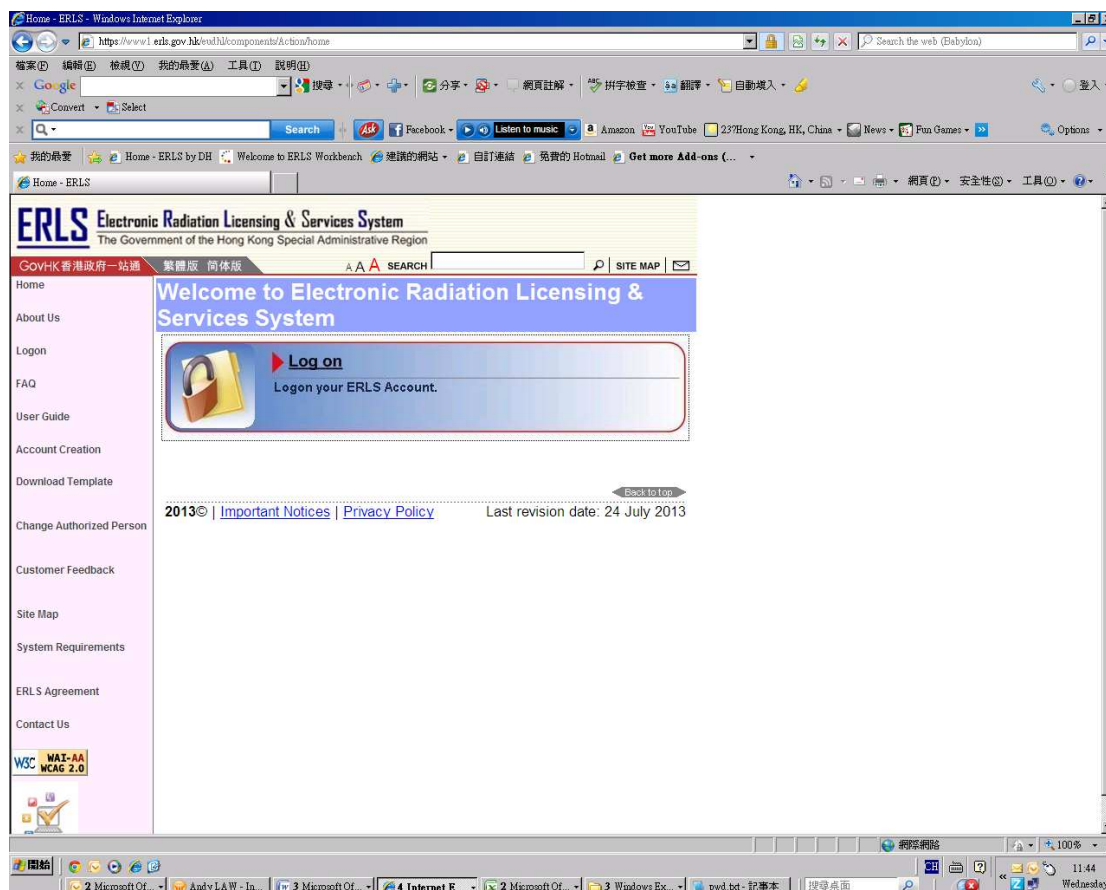 Home - ERLS - Windows Internet Explorer
https://www1.erls.gov.hk/eudhl/components/Action/home
Search the web (Babylon)
檔案(F) 編輯(E) 檢視(V) 我的最愛(A) 工具(T) 說明(H)
x Google 搜尋 分享 網頁註解 拼字檢查 翻譯 自動填入 登入
x Convert Select
x Search Ask Facebook Listen to music Amazon YouTube 23?Hong Kong, HK, China News Fun Games Options
我的最愛 Home - ERLS by DH Welcome to ERLS Workbench 建議的網站 自訂連結 免費的 Hotmail Get more Add-ons (...
Home - ERLS 網頁(P) 安全性(S) 工具(O)
ERLS Electronic Radiation Licensing & Services System
The Government of the Hong Kong Special Administrative Region
GovHK 香港政府一站通 繁體版 简体版 A A A SEARCH SITE MAP
Home
About Us
Logon
FAQ
User Guide
Account Creation
Download Template
Change Authorized Person
Customer Feedback
Site Map
System Requirements
ERLS Agreement
Contact Us
W3C WAI-AA
WCAG 2.0
Welcome to Electronic Radiation Licensing &
Services System
Log on
Logon your ERLS Account.
Back to top
2013© | Important Notices | Privacy Policy Last revision date: 24 July 2013
網際網路 100%
開始 CH 11:44
2 Microsoft Of... Andy LAW - In... 3 Microsoft Of... 4 Internet E... 2 Microsoft Of... 3 Windows Ex... pwd.txt - 記事本 搜尋桌面 Wednesday